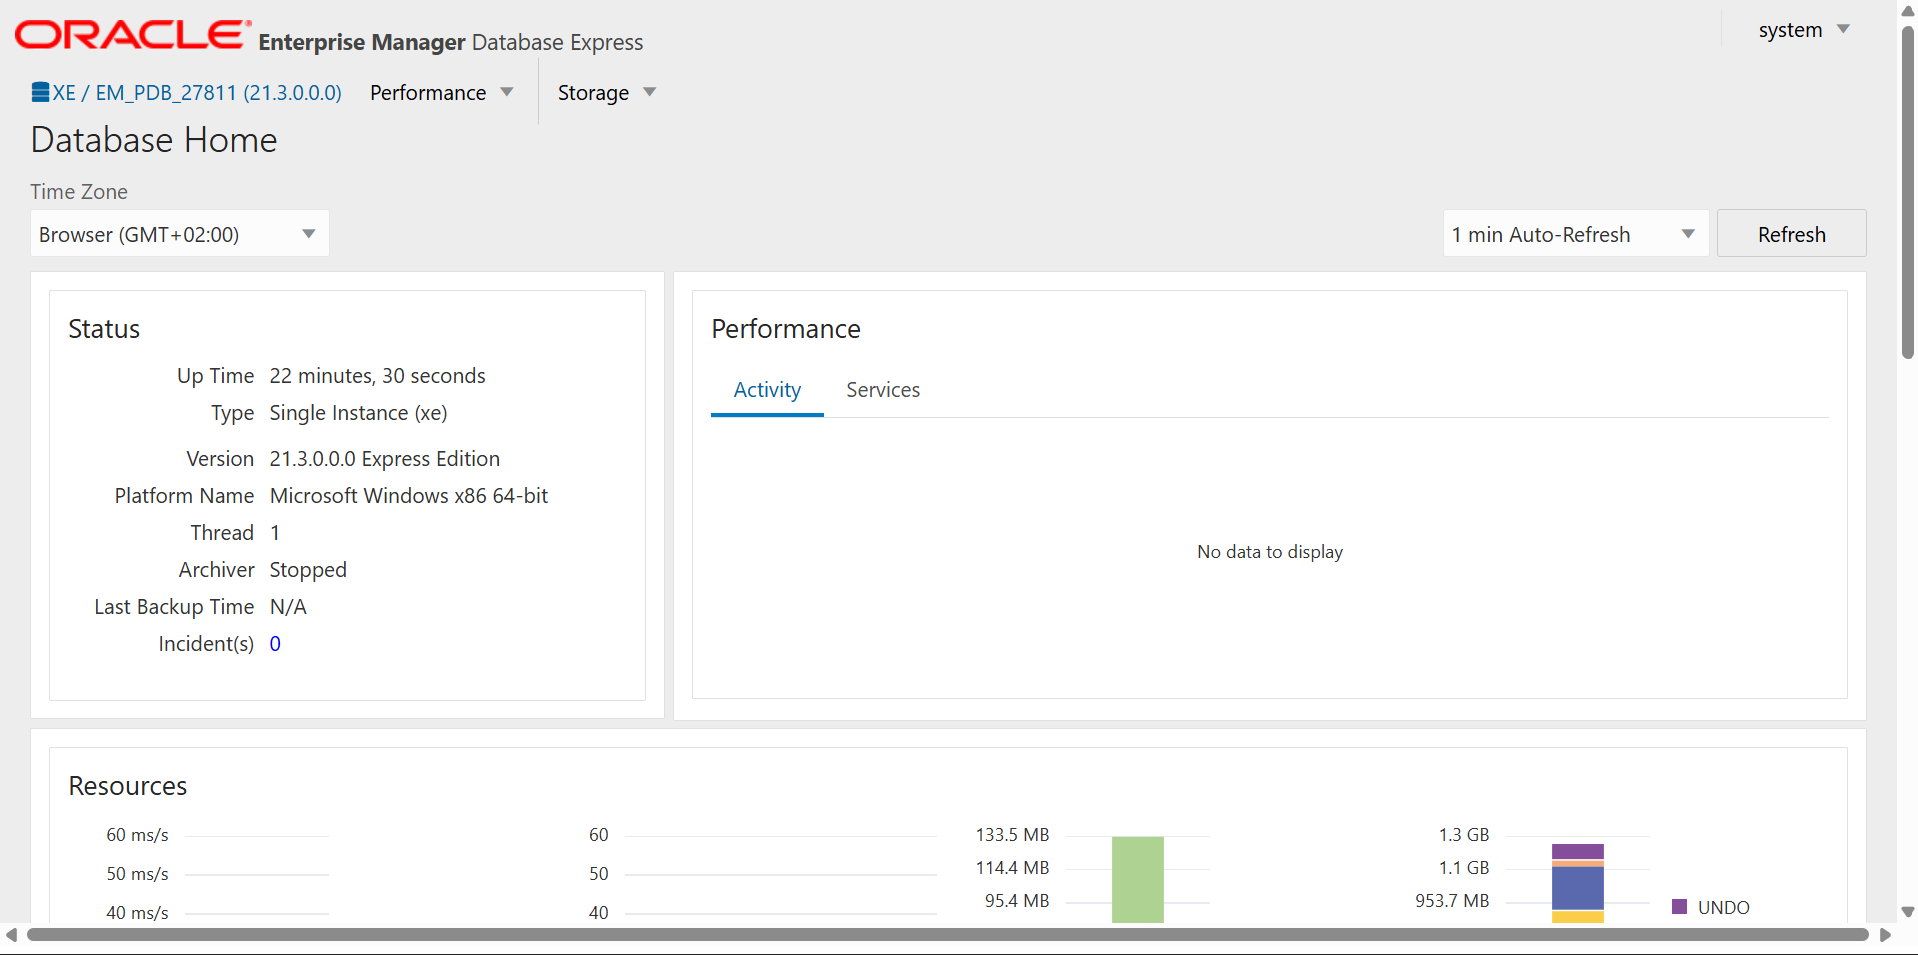 ORACLE Enterprise Manager Database Express
system
XE / EM_PDB_27811 (21.3.0.0.0) Performance Storage
Database Home
Time Zone
Browser (GMT+02:00)
1 min Auto-Refresh
Refresh
Status
Up Time 22 minutes, 30 seconds
Type Single Instance (xe)
Version 21.3.0.0.0 Express Edition
Platform Name Microsoft Windows x86 64-bit
Thread 1
Archiver Stopped
Last Backup Time N/A
Incident(s) 0
Performance
Activity Services
No data to display
Resources
60 ms/s
50 ms/s
40 ms/s
60
50
40
133.5 MB
114.4 MB
95.4 MB
1.3 GB
1.1 GB
953.7 MB
UNDO